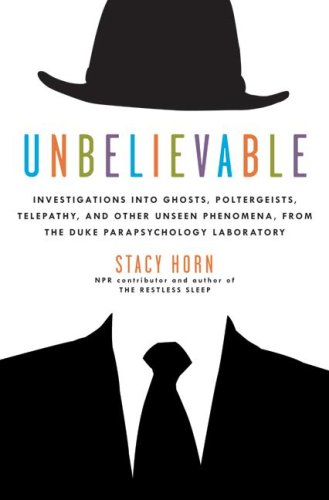 UNBELIEVABLE
INVESTIGATIONS INTO GHOSTS, POLTERGEISTS,
TELEPATHY, AND OTHER UNSEEN PHENOMENA, FROM
THE DUKE PARAPSYCHOLOGY LABORATORY
STACY HORN
NPR contributor and author of
THE RESTLESS SLEEP